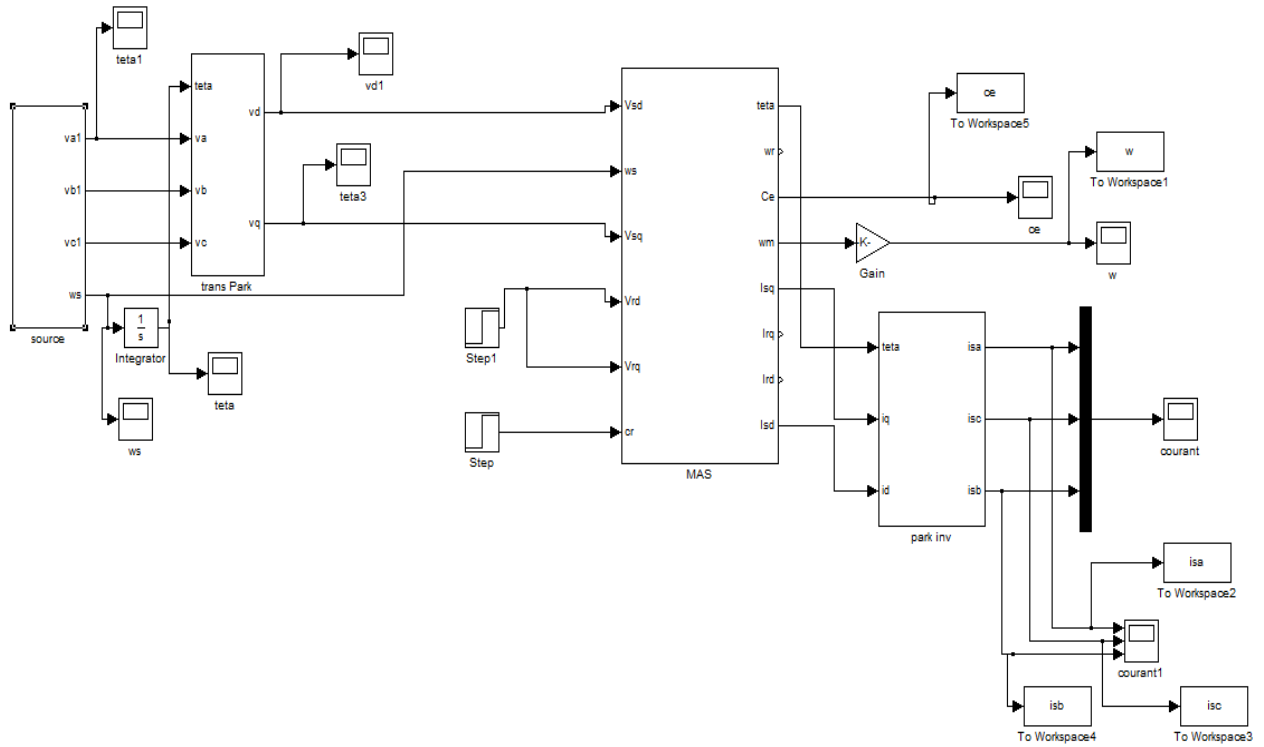 teta1
va1
vb1
vc1
ws
source
1
s
Integrator
ws
teta
va
vb
vc
vd
vq
trans Park
vd1
teta3
teta
Step1
Step
Vsd
ws
Vsq
Vrd
Vrq
cr
teta
wr
Ce
wm
Isq
Irq
Ird
Isd
MAS
ce
To Workspace5
w
To Workspace1
ce
-K-
Gain
w
teta
iq
id
isa
isc
isb
park inv
courant
isa
To Workspace2
courant1
isb
To Workspace4
isc
To Workspace3